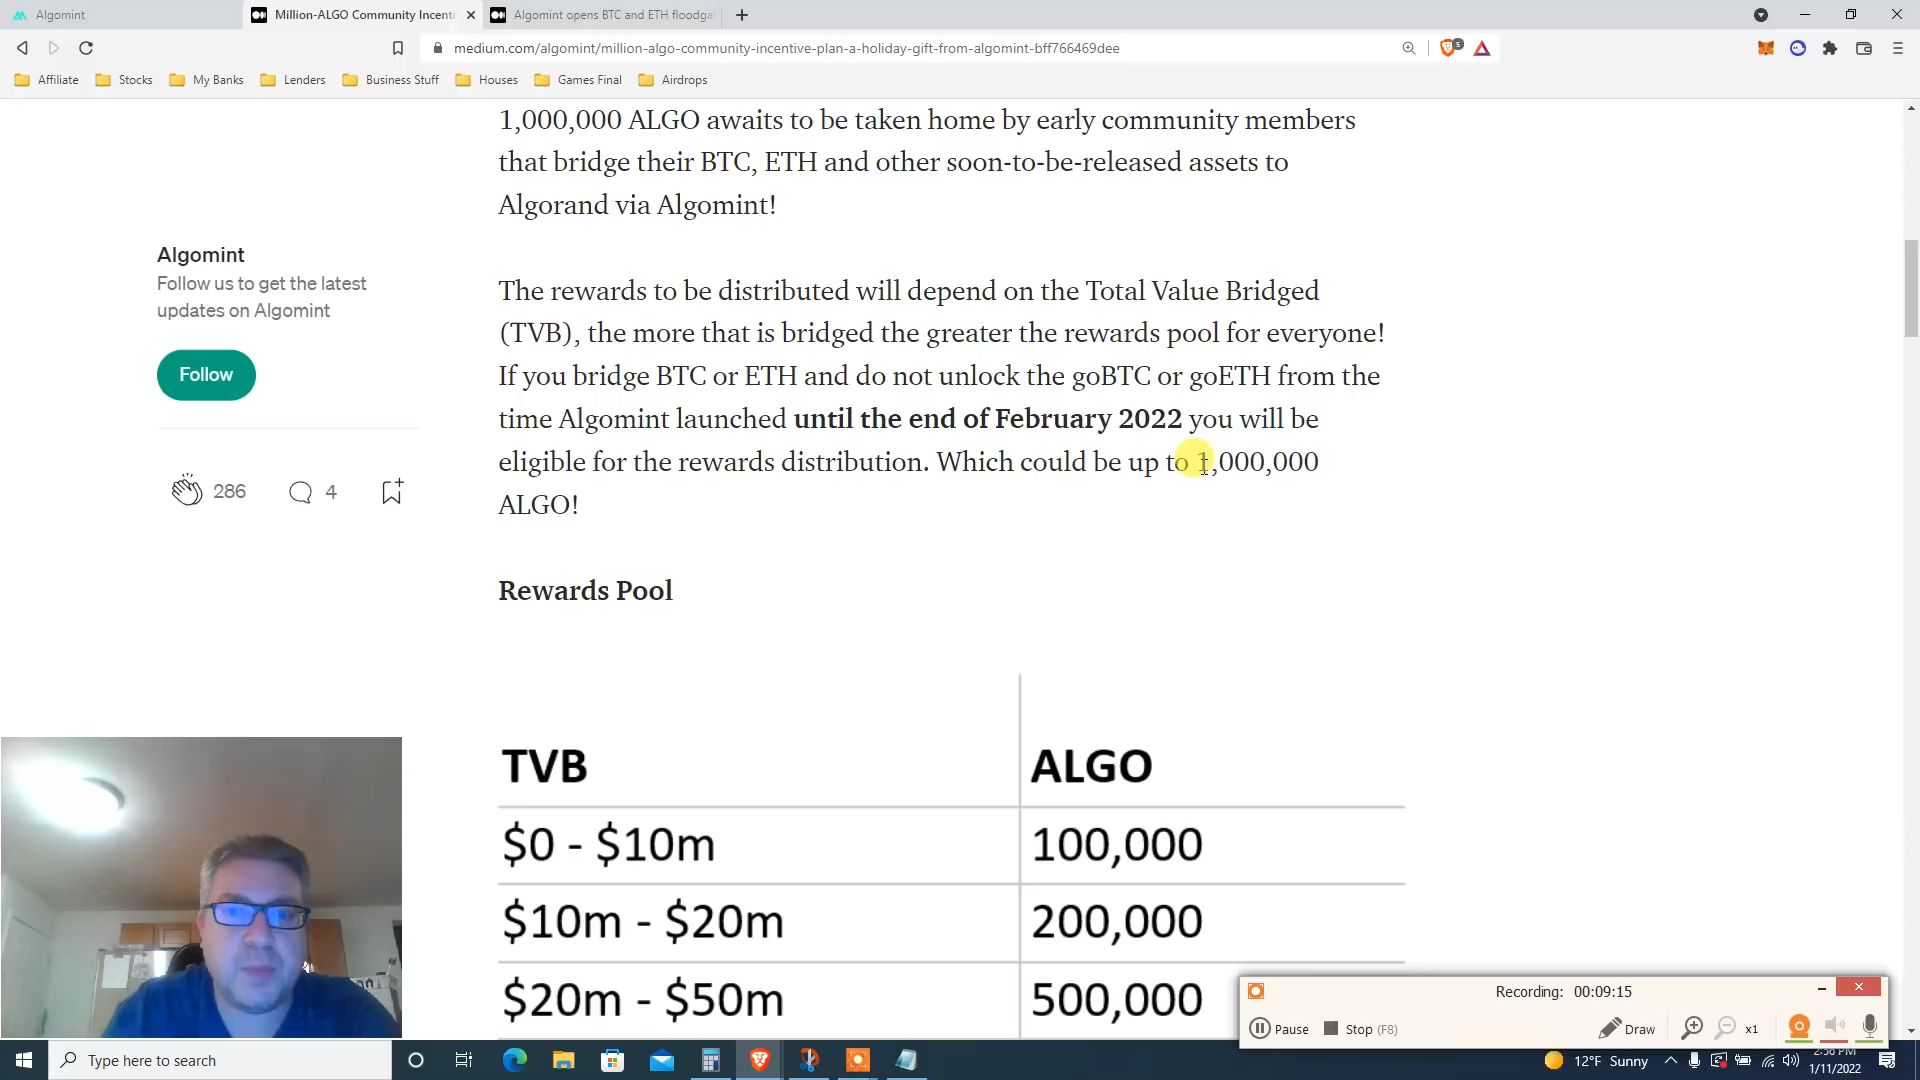 Algomint
Million-ALGO Community Incenti
Algomint opens BTC and ETH floodga
medium.com/algomint/million-algo-community-incentive-plan-a-holiday-gift-from-algomint-bff766469dee
5
Affiliate
Stocks
My Banks
Lenders
Business Stuff
Houses
Games Final
Airdrops
1,000,000 ALGO awaits to be taken home by early community members
that bridge their BTC, ETH and other soon-to-be-released assets to
Algorand via Algomint!
Algomint
Follow us to get the latest
updates on Algomint
Follow
286
4
The rewards to be distributed will depend on the Total Value Bridged
(TVB), the more that is bridged the greater the rewards pool for everyone!
If you bridge BTC or ETH and do not unlock the goBTC or goETH from the
time Algomint launched until the end of February 2022 you will be
eligible for the rewards distribution. Which could be up to 1,000,000
ALGO!
Rewards Pool
TVB ALGO
$0 - $10m 100,000
$10m - $20m 200,000
$20m - $50m 500,000
Recording: 00:09:15
Pause
Stop (F8)
Draw
x1
Type here to search
12°F Sunny
2:56 PM
1/11/2022